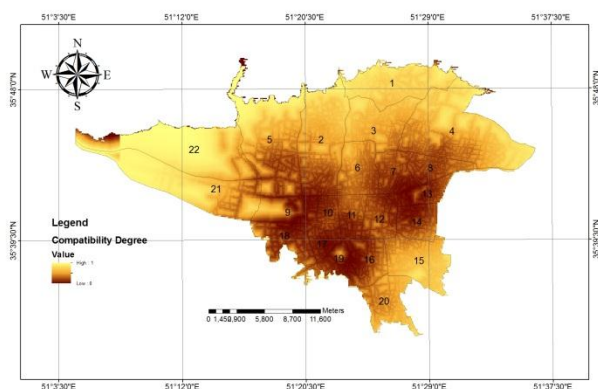 51°3'30"E 51°12'0"E 51°20'30"E 51°29'0"E 51°37'30"E
N
W E
S
35°48'0"N 35°48'0"N
1
4
3
5 2
22
6 7 8
21
13
9 10 11 12 14
35°39'30"N 35°39'30"N
18 17
19 16 15
20
Legend
Compatibility Degree
Value
High : 1
Meters
0 1,450 2,900 5,800 8,700 11,600
51°3'30"E 51°12'0"E 51°20'30"E 51°29'0"E 51°37'30"E